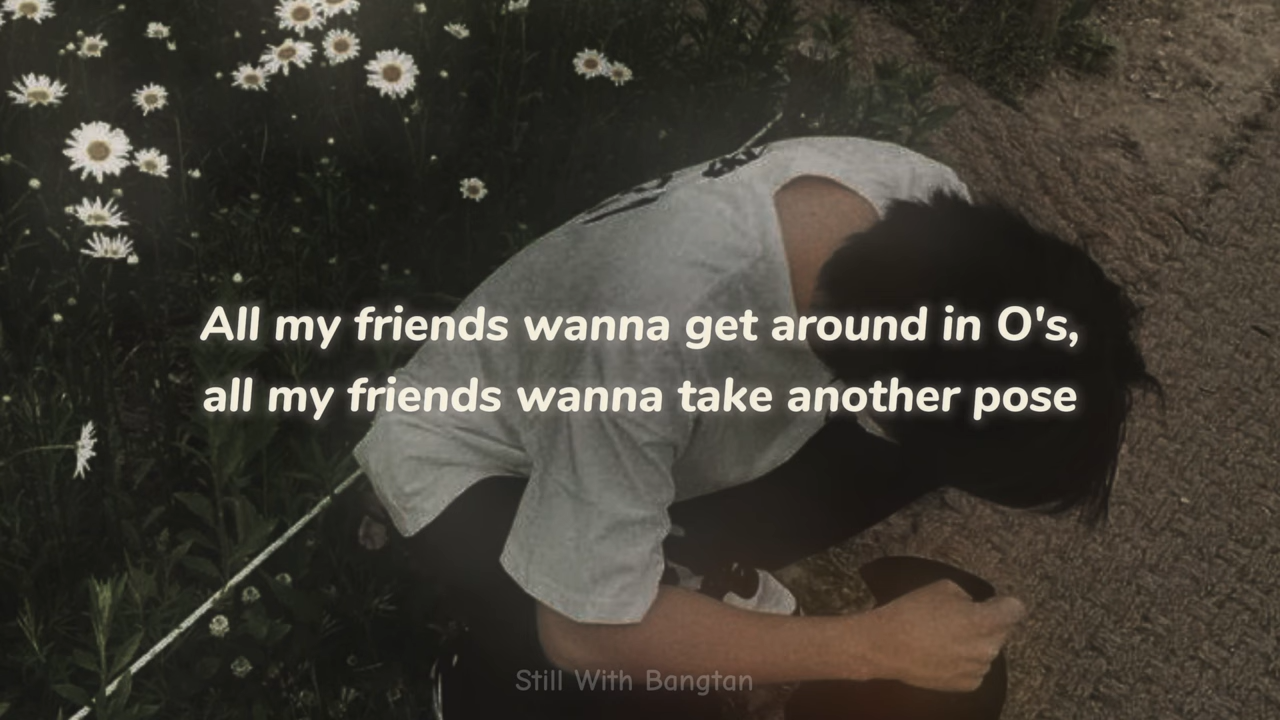 All my friends wanna get around in O's,
all my friends wanna take another pose
Still With Bangtan